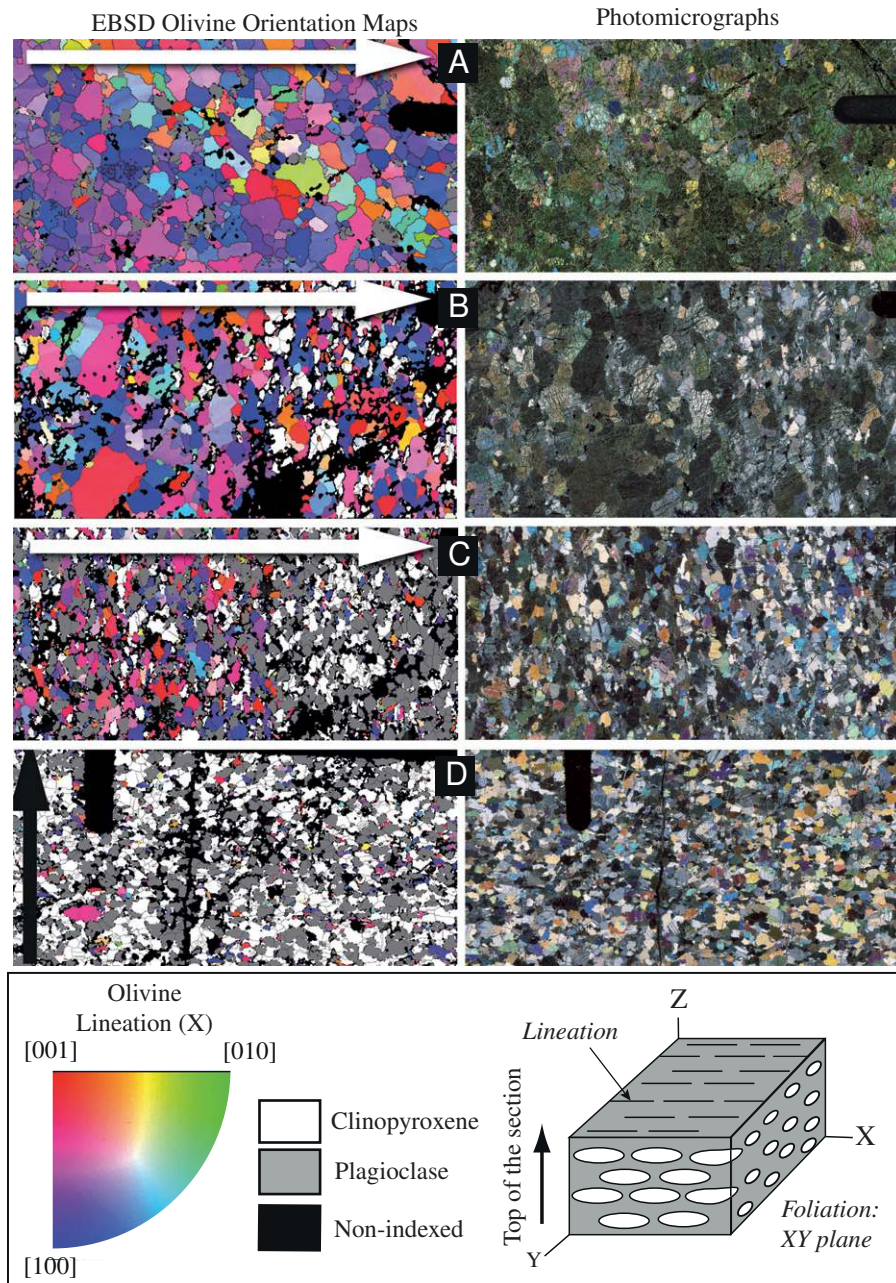 EBSD Olivine Orientation Maps
Photomicrographs
A
B
C
D
Olivine
Lineation (X)
[001]
[010]
[100]
Clinopyroxene
Plagioclase
Non-indexed
Z
Lineation
Top of the section
X
Y
Foliation:
XY plane